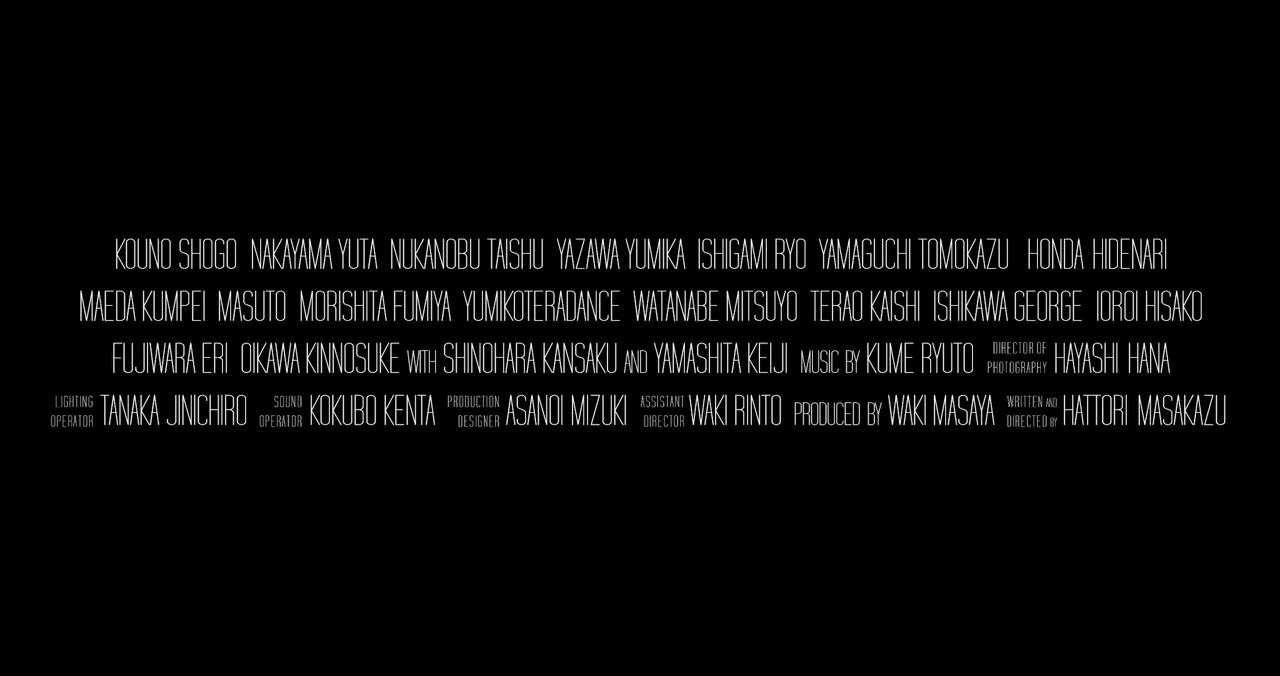 KOUNO SHOGO NAKAYAMA YUTA NUKANOBU TAISHU YAZAWA YUMIKA ISHIGAMI RYO YAMAGUCHI TOMOKAZU HONDA HIDENARI
MAEDA KUMPEI MASUTO MORISHITA FUMIYA YUMIKOTERADANCE WATANABE MITSUYO TERAO KAISHI ISHIKAWA GEORGE IOROI HISAKO
FUJIWARA ERI OIKAWA KINNOSUKE WITH SHINOHARA KANSAKU AND YAMASHITA KEIJI MUSIC BY KUME RYUTO DIRECTOR OF PHOTOGRAPHY HAYASHI HANA
LIGHTING OPERATOR TANAKA JINICHIRO SOUND OPERATOR KOKUBO KENTA PRODUCTION DESIGNER ASANOI MIZUKI ASSISTANT DIRECTOR WAKI RINTO PRODUCED BY WAKI MASAYA WRITTEN AND DIRECTED BY HATTORI MASAKAZU